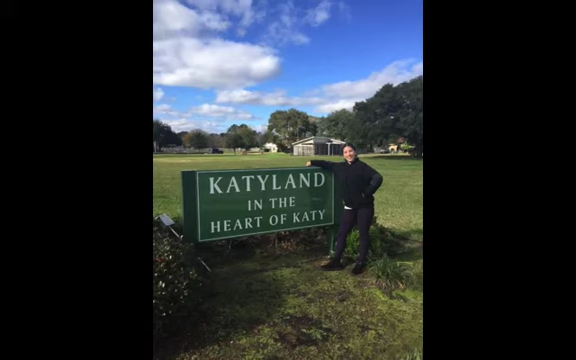 KATYLAND
IN THE
HEART OF KATY